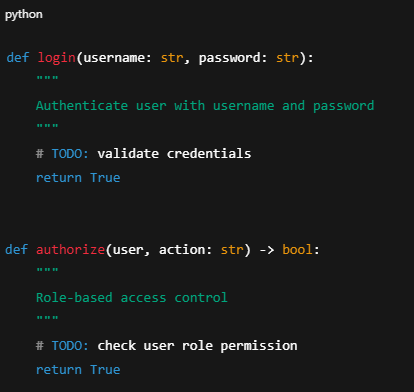 python
def login(username: str, password: str):
    """
    Authenticate user with username and password
    """
    # TODO: validate credentials
    return True
def authorize(user, action: str) -> bool:
    """
    Role-based access control
    """
    # TODO: check user role permission
    return True